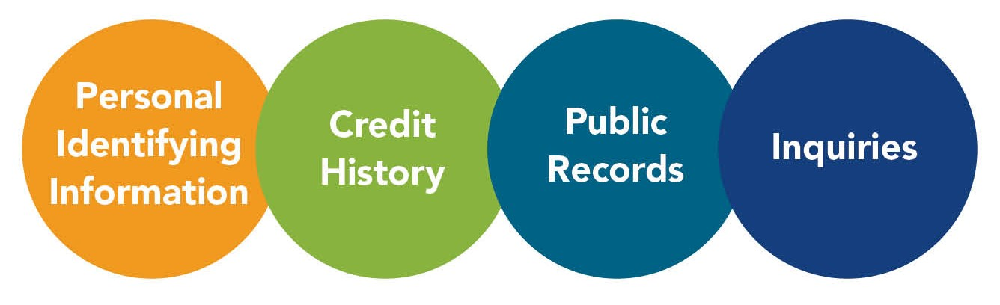 Personal
Identifying
Information
Credit
History
Public
Records
Inquiries